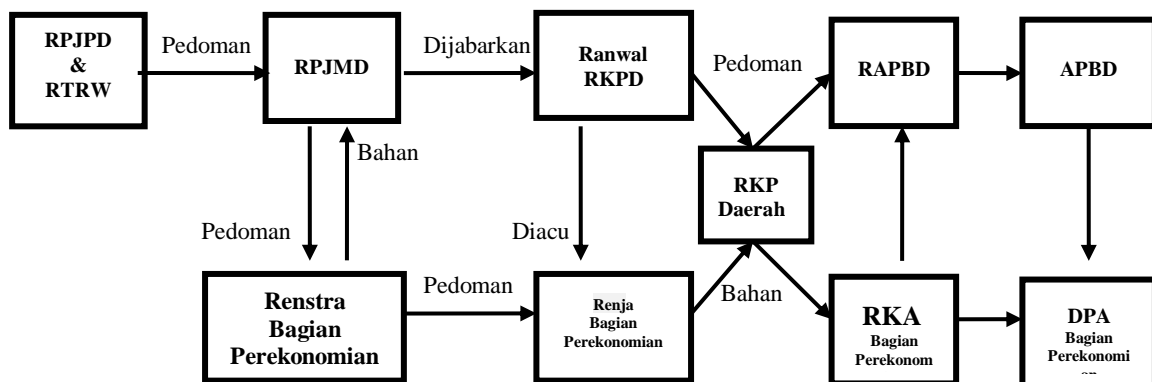 RPJPD
&
RTRW
Pedoman
RPJMD
Dijabarkan
Ranwal
RKPD
Pedoman
RAPBD
APBD
Bahan
RKP
Daerah
Pedoman
Diacu
Renstra
Bagian
Perekonomian
Pedoman
Renja
Bagian
Perekonomian
Bahan
RKA
Bagian
Perekonom
DPA
Bagian
Perekonomi